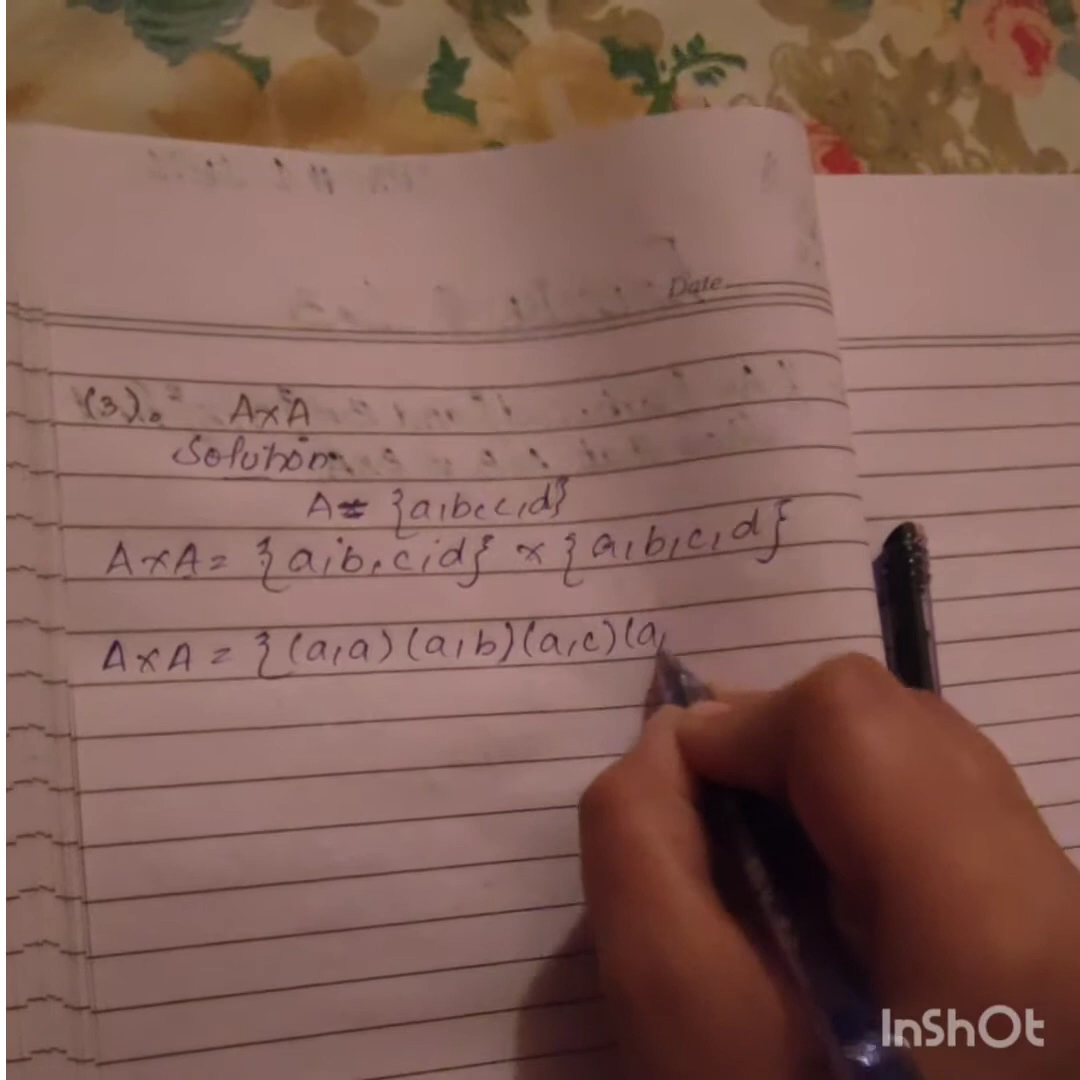 Date
(3). A×A
Solution
A = {a,b,c,d}
A×A = {a,b,c,d} × {a,b,c,d}
A×A = {(a,a)(a,b)(a,c)(a,
InShOt